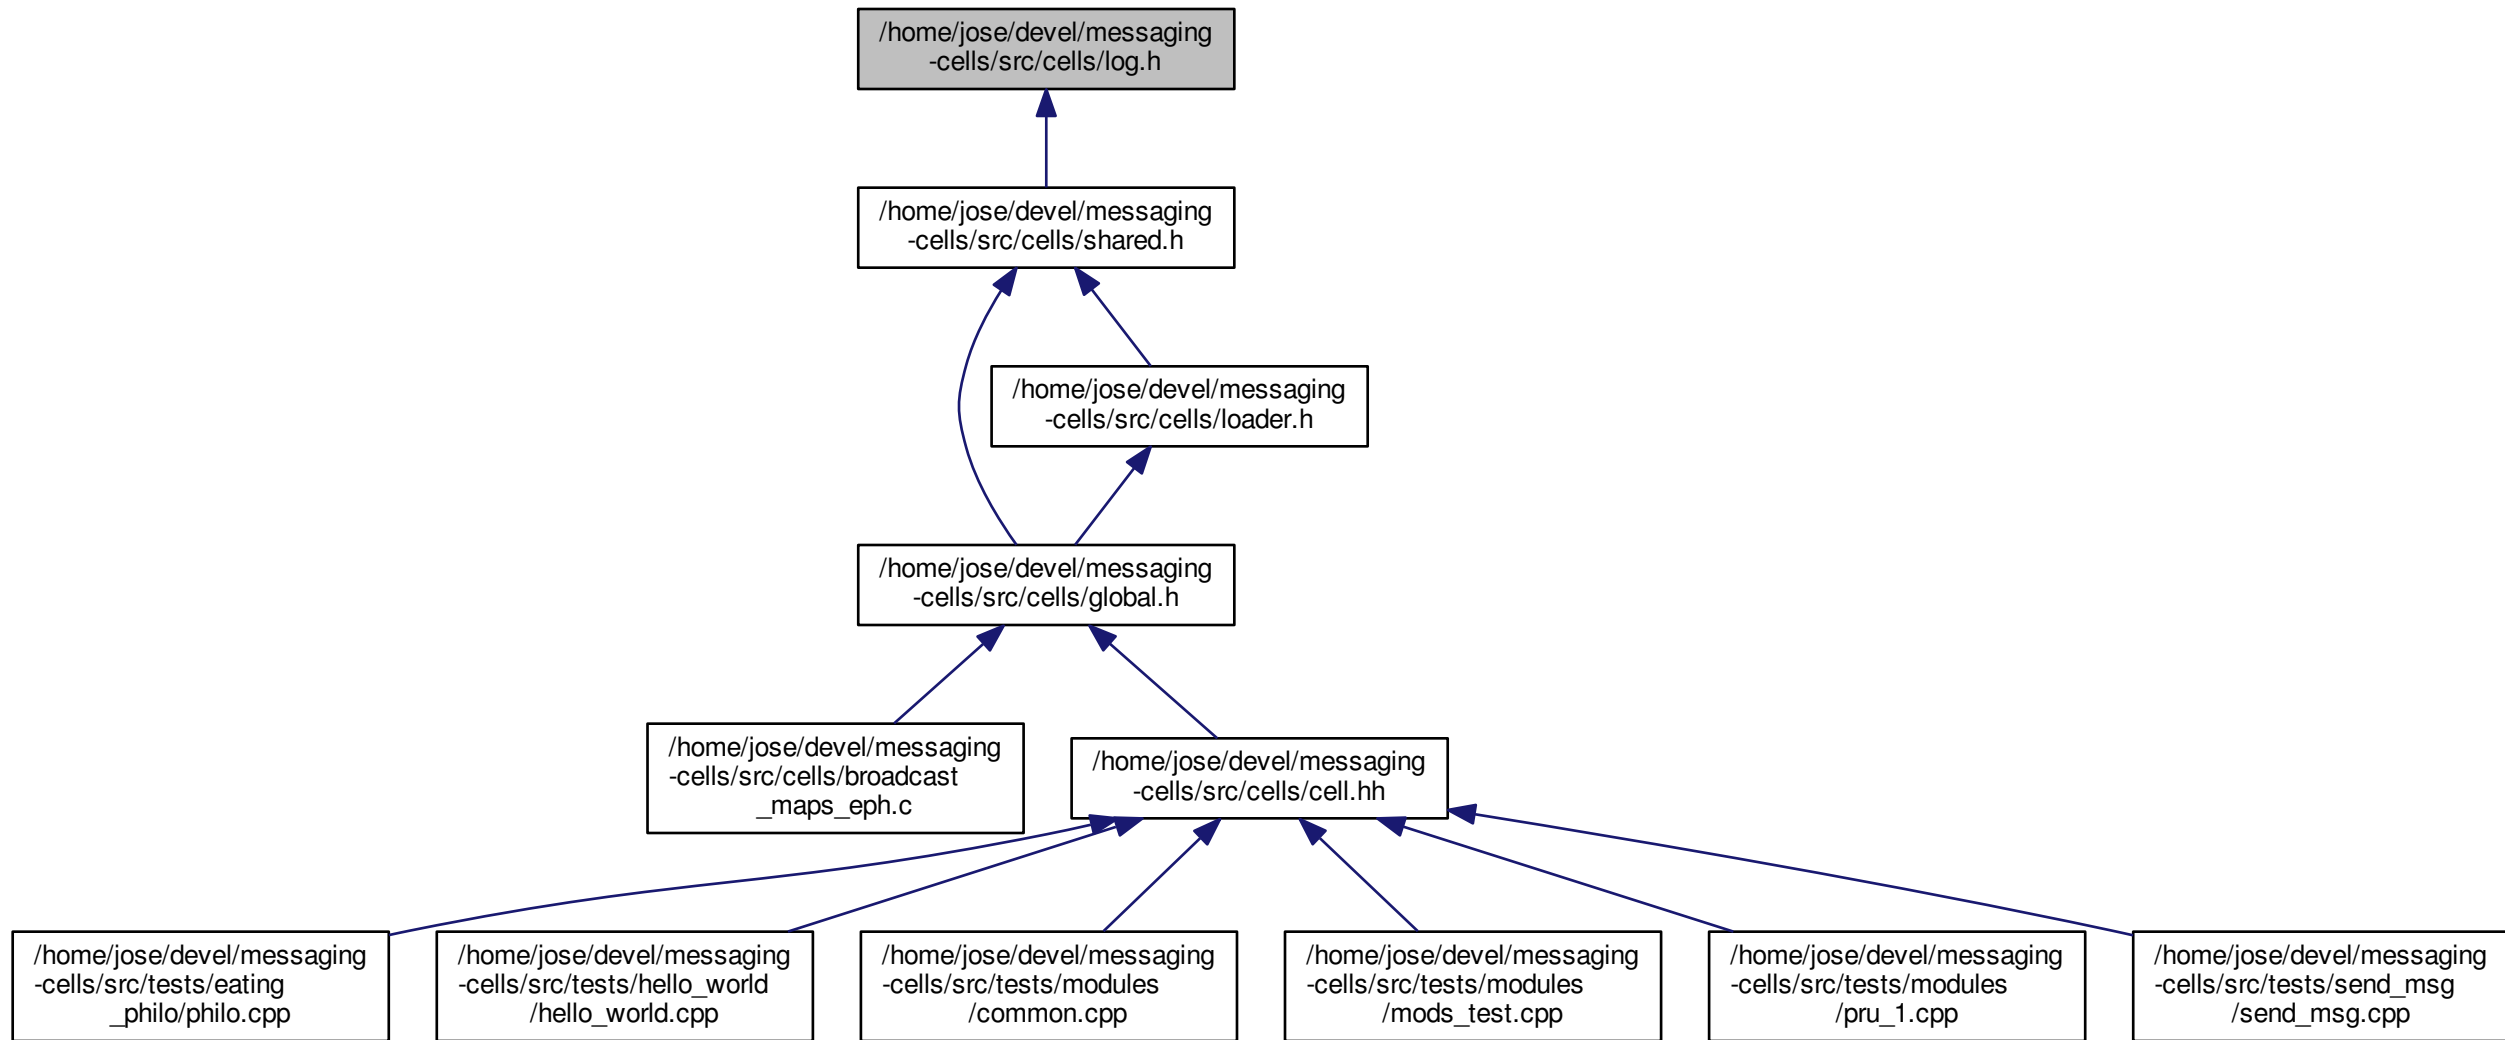 /home/jose/devel/messaging
-cells/src/cells/log.h
/home/jose/devel/messaging
-cells/src/cells/shared.h
/home/jose/devel/messaging
-cells/src/cells/loader.h
/home/jose/devel/messaging
-cells/src/cells/global.h
/home/jose/devel/messaging
-cells/src/cells/broadcast
_maps_eph.c
/home/jose/devel/messaging
-cells/src/cells/cell.hh
/home/jose/devel/messaging
-cells/src/tests/eating
_philo/philo.cpp
/home/jose/devel/messaging
-cells/src/tests/hello_world
/hello_world.cpp
/home/jose/devel/messaging
-cells/src/tests/modules
/common.cpp
/home/jose/devel/messaging
-cells/src/tests/modules
/mods_test.cpp
/home/jose/devel/messaging
-cells/src/tests/modules
/pru_1.cpp
/home/jose/devel/messaging
-cells/src/tests/send_msg
/send_msg.cpp